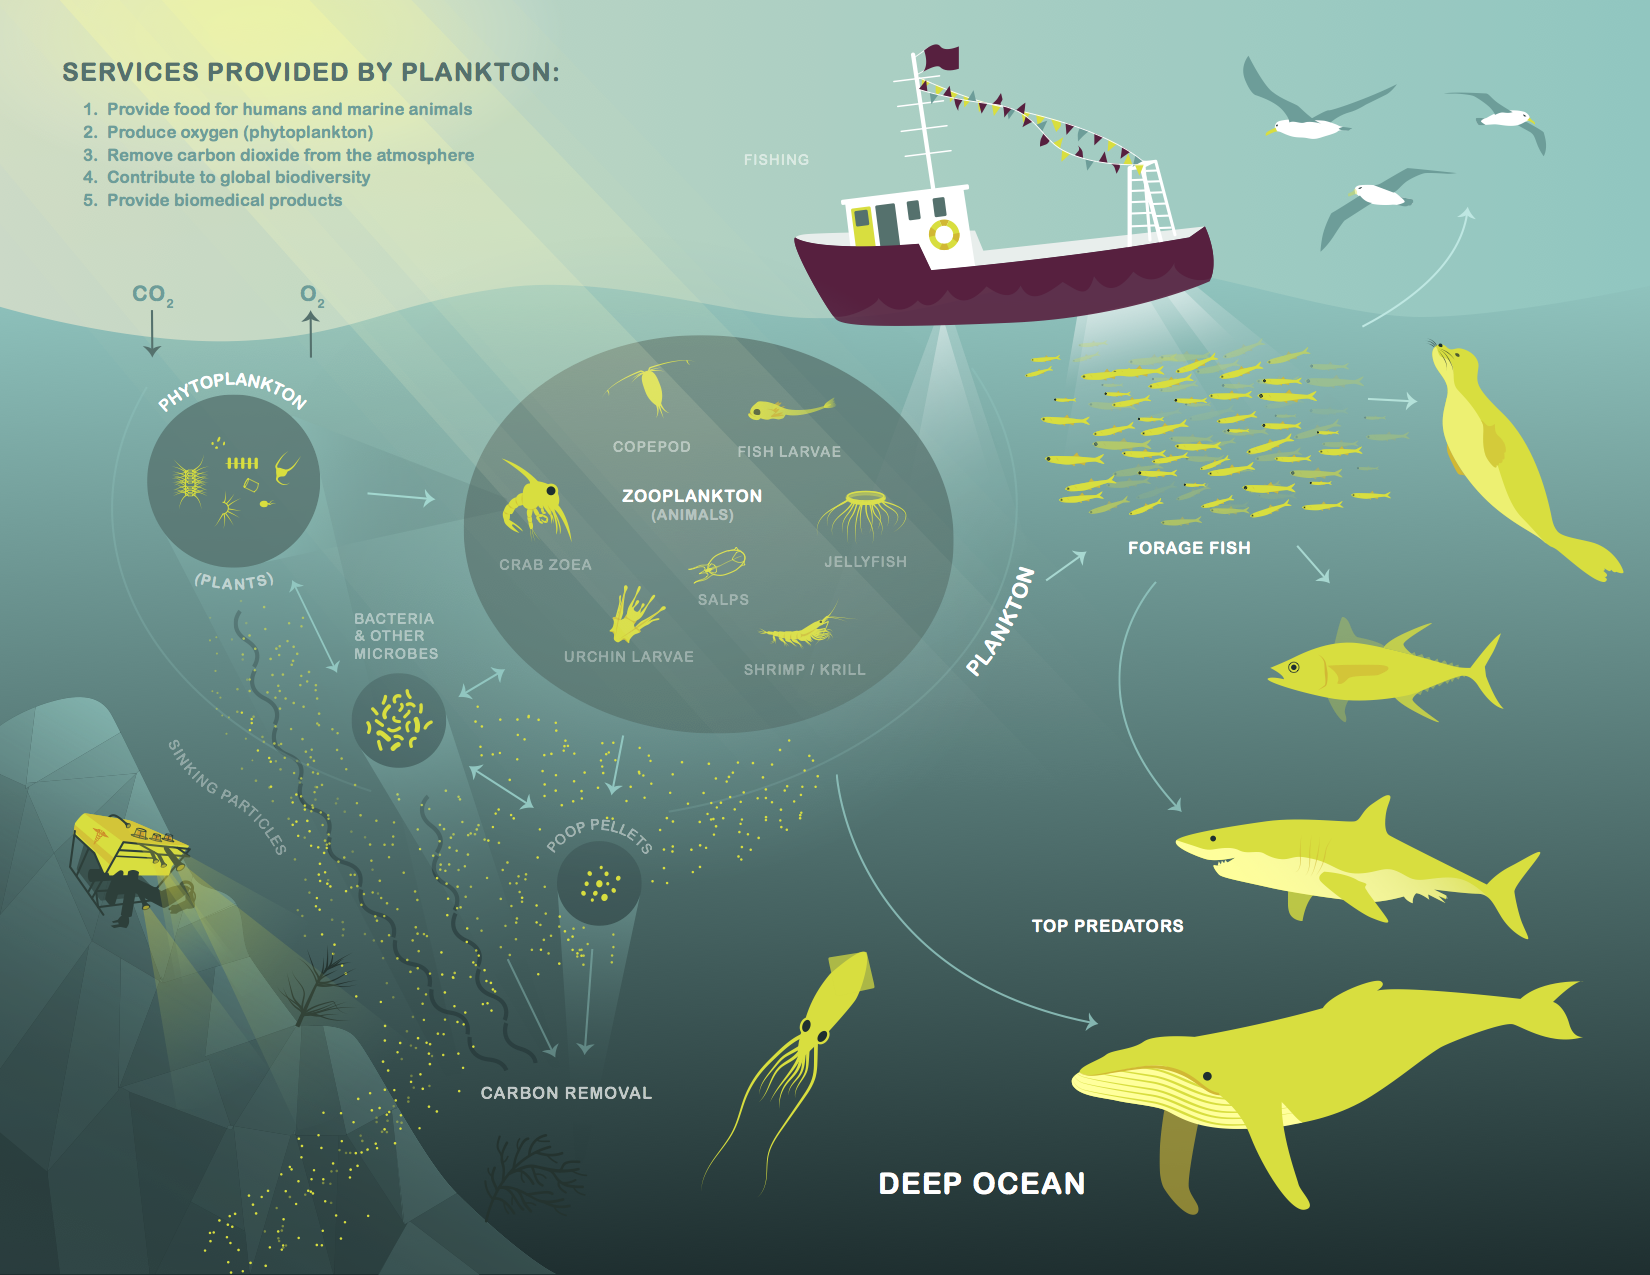 SERVICES PROVIDED BY PLANKTON:
1. Provide food for humans and marine animals
2. Produce oxygen (phytoplankton)
3. Remove carbon dioxide from the atmosphere
4. Contribute to global biodiversity
5. Provide biomedical products
FISHING
CO2
O2
PHYTOPLANKTON
(PLANTS)
COPEPOD
FISH LARVAE
ZOOPLANKTON
(ANIMALS)
CRAB ZOEA
JELLYFISH
SALPS
URCHIN LARVAE
SHRIMP / KRILL
FORAGE FISH
PLANKTON
BACTERIA
& OTHER
MICROBES
SINKING PARTICLES
POOP PELLETS
TOP PREDATORS
CARBON REMOVAL
DEEP OCEAN